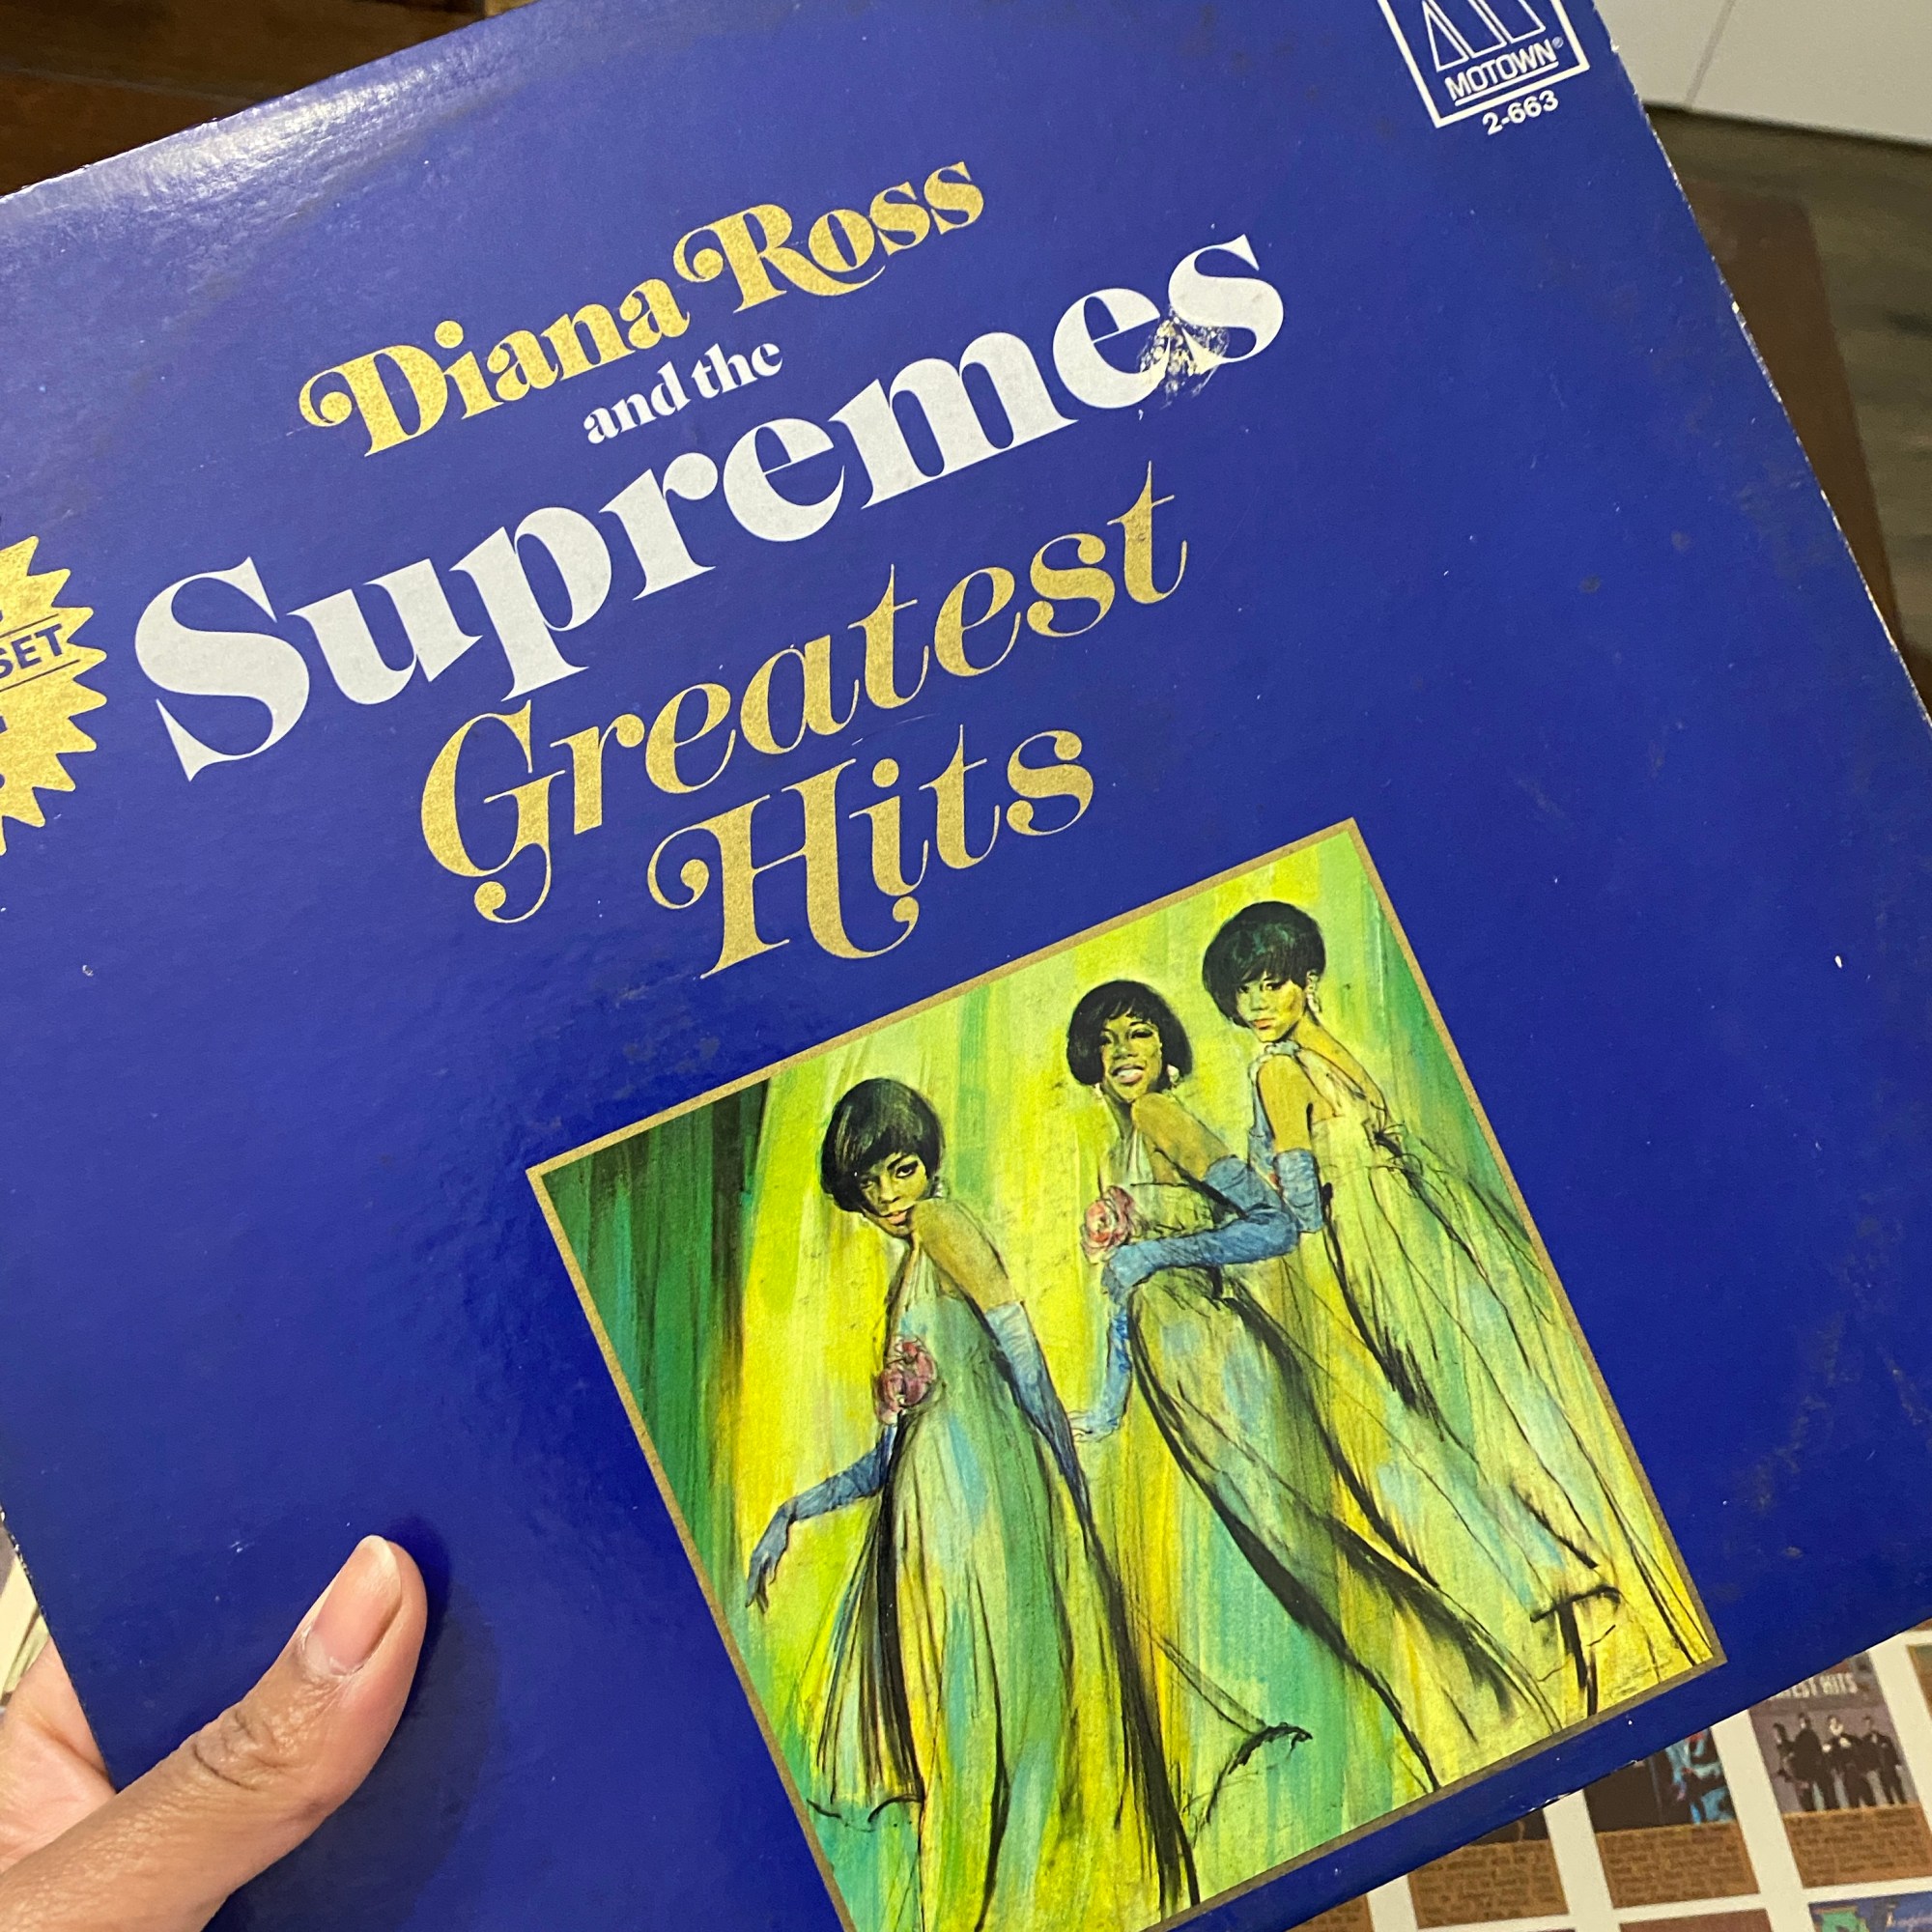 MOTOWN®
2-663
Diana Ross
and the
Supremes
Greatest
Hits
SET